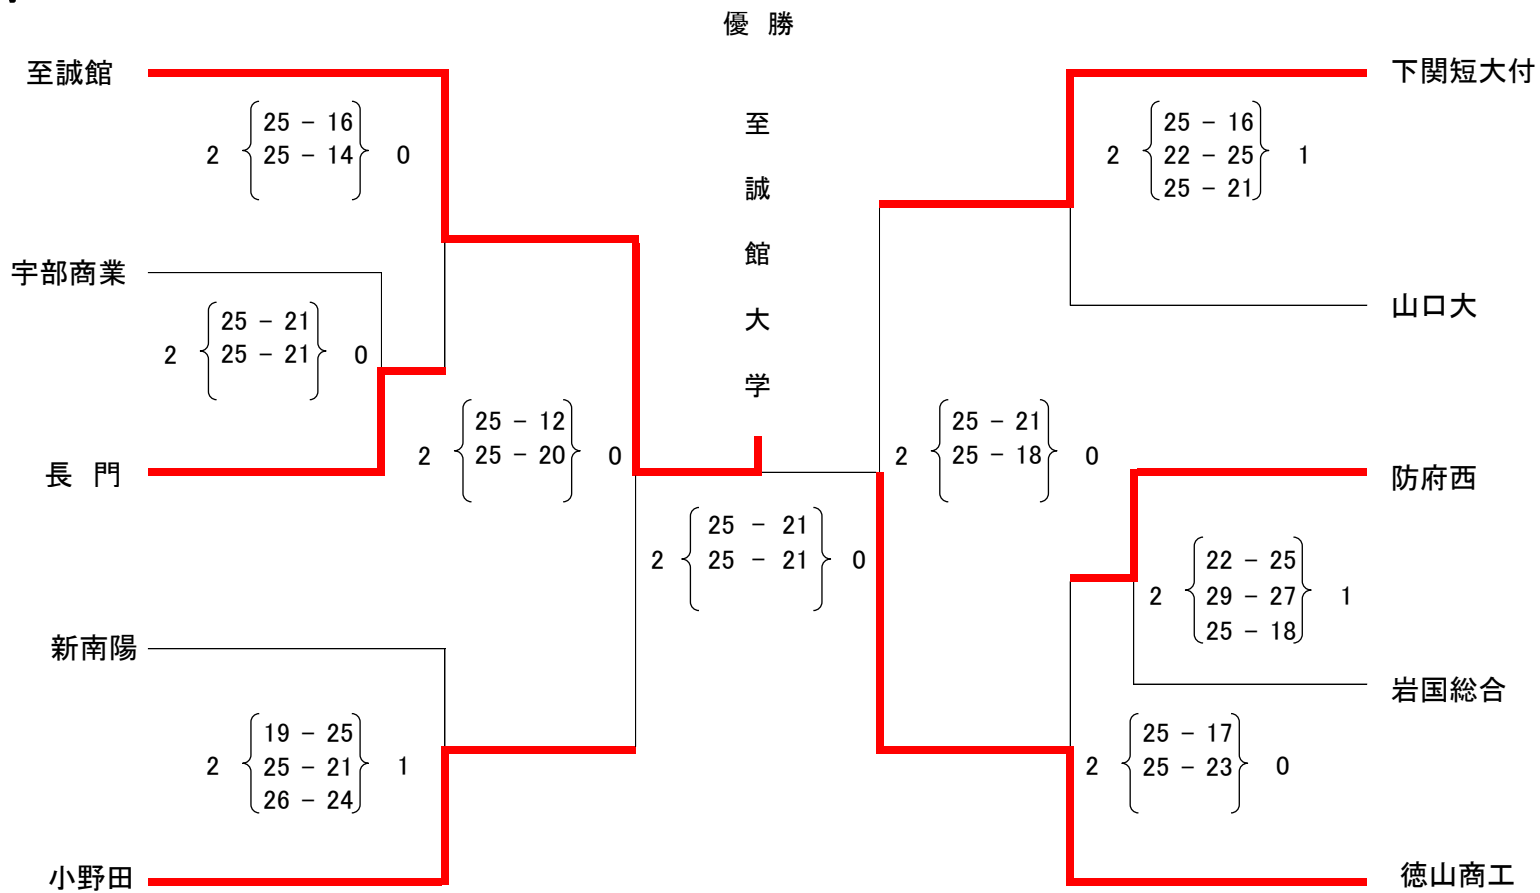 優 勝
至誠館
下関短大付
至誠館大学
25 - 16
2 25 - 14 0
25 - 16
2 22 - 25 1
25 - 21
宇部商業
山口大
25 - 21
2 25 - 21 0
長 門
25 - 12
2 25 - 20 0
25 - 21
2 25 - 18 0
防府西
25 - 21
2 25 - 21 0
22 - 25
2 29 - 27 1
25 - 18
新南陽
岩国総合
19 - 25
2 25 - 21 1
26 - 24
25 - 17
2 25 - 23 0
小野田
徳山商工